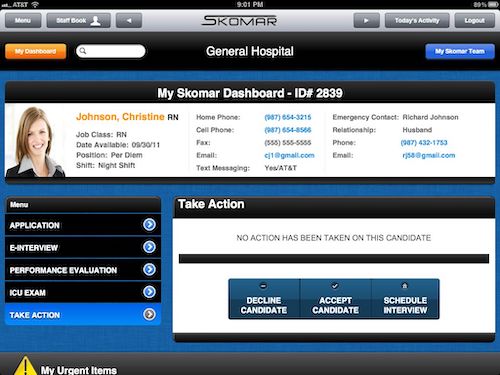 AT&T 9:01 PM 89%
Menu Staff Book SKOMAR Today's Activity Logout
My Dashboard General Hospital My Skomar Team
My Skomar Dashboard - ID# 2839
Johnson, Christine RN
Job Class: RN
Date Available: 09/30/11
Position: Per Diem
Shift: Night Shift
Home Phone: (987) 654-3215
Cell Phone: (987) 654-8566
Fax: (555) 555-5555
Email: cj1@gmail.com
Text Messaging: Yes/AT&T
Emergency Contact: Richard Johnson
Relationship: Husband
Phone: (987) 432-1753
Email: rj58@gmail.com
Menu
APPLICATION
E-INTERVIEW
PERFORMANCE EVALUATION
ICU EXAM
TAKE ACTION
Take Action
NO ACTION HAS BEEN TAKEN ON THIS CANDIDATE
DECLINE CANDIDATE
ACCEPT CANDIDATE
SCHEDULE INTERVIEW
My Urgent Items